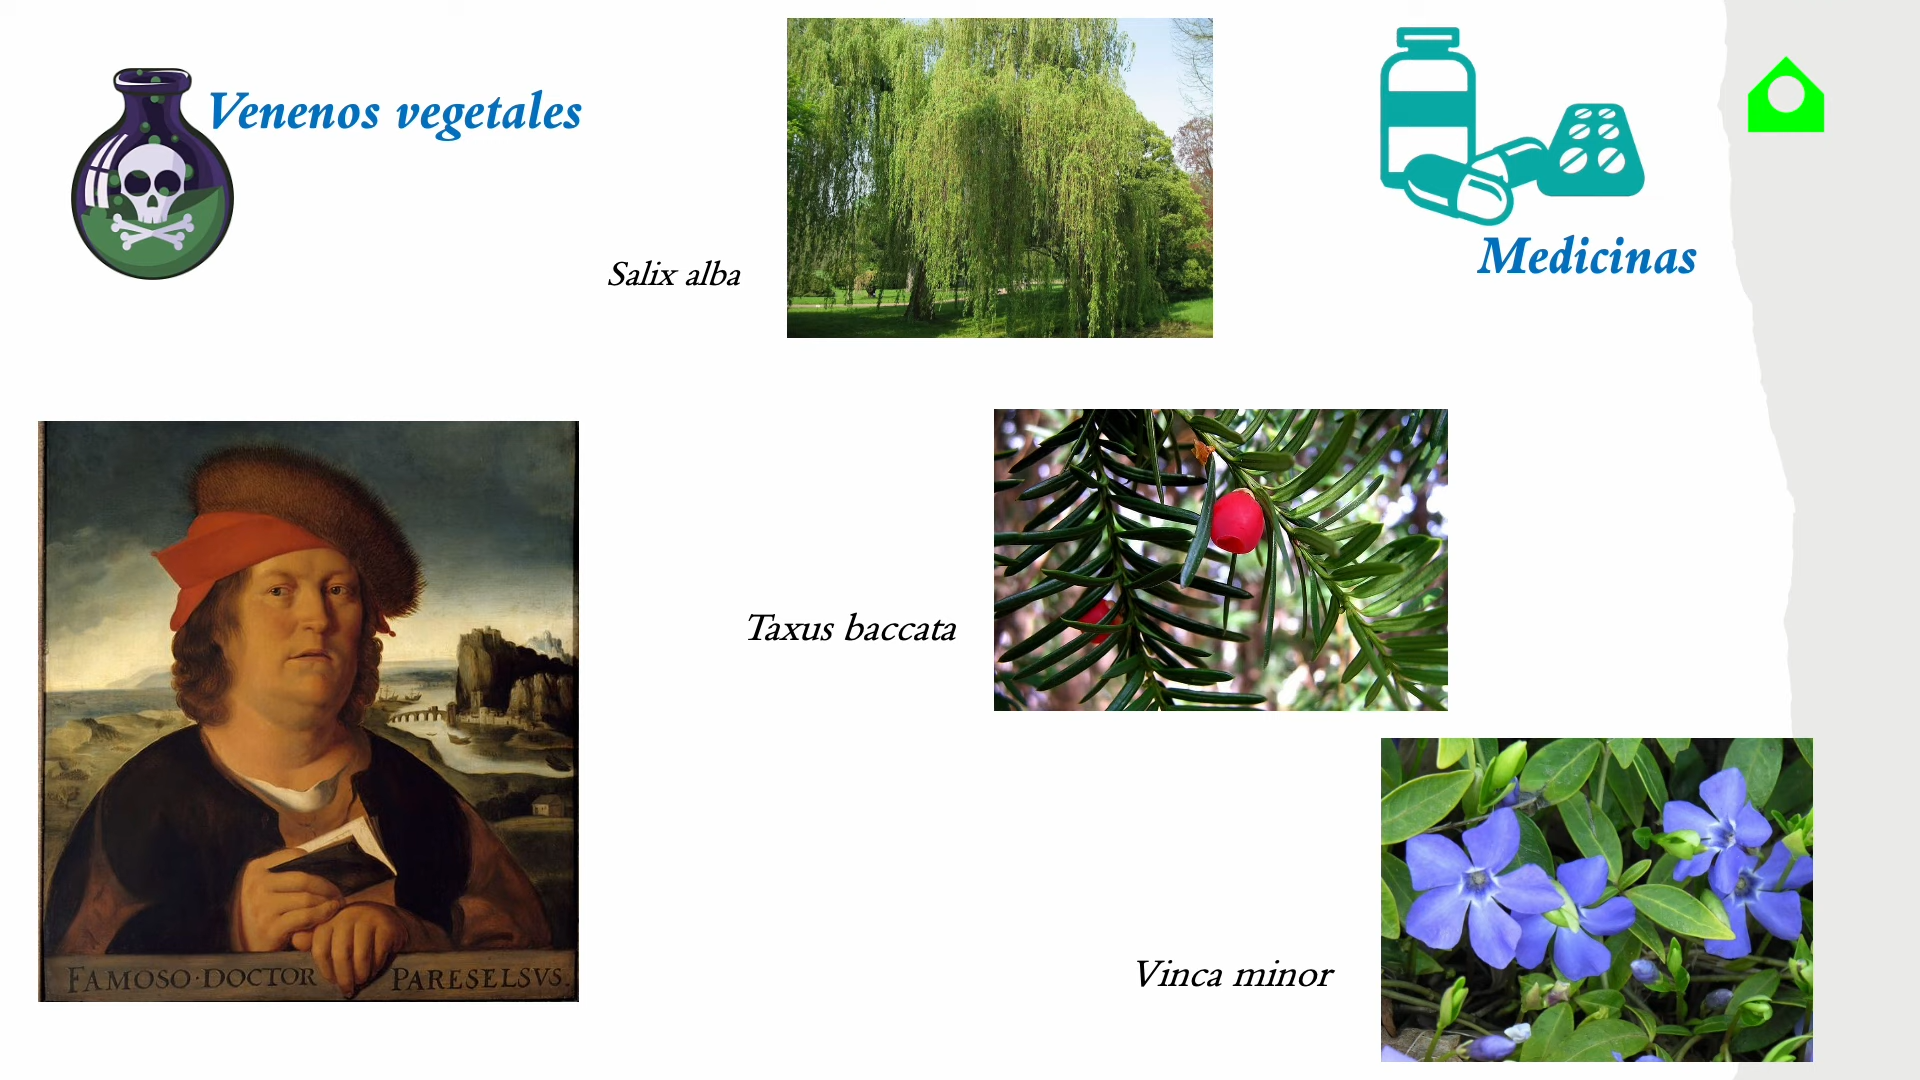 Venenos vegetales
Medicinas
Salix alba
Taxus baccata
Vinca minor
FAMOSO·DOCTOR PARESELSVS.